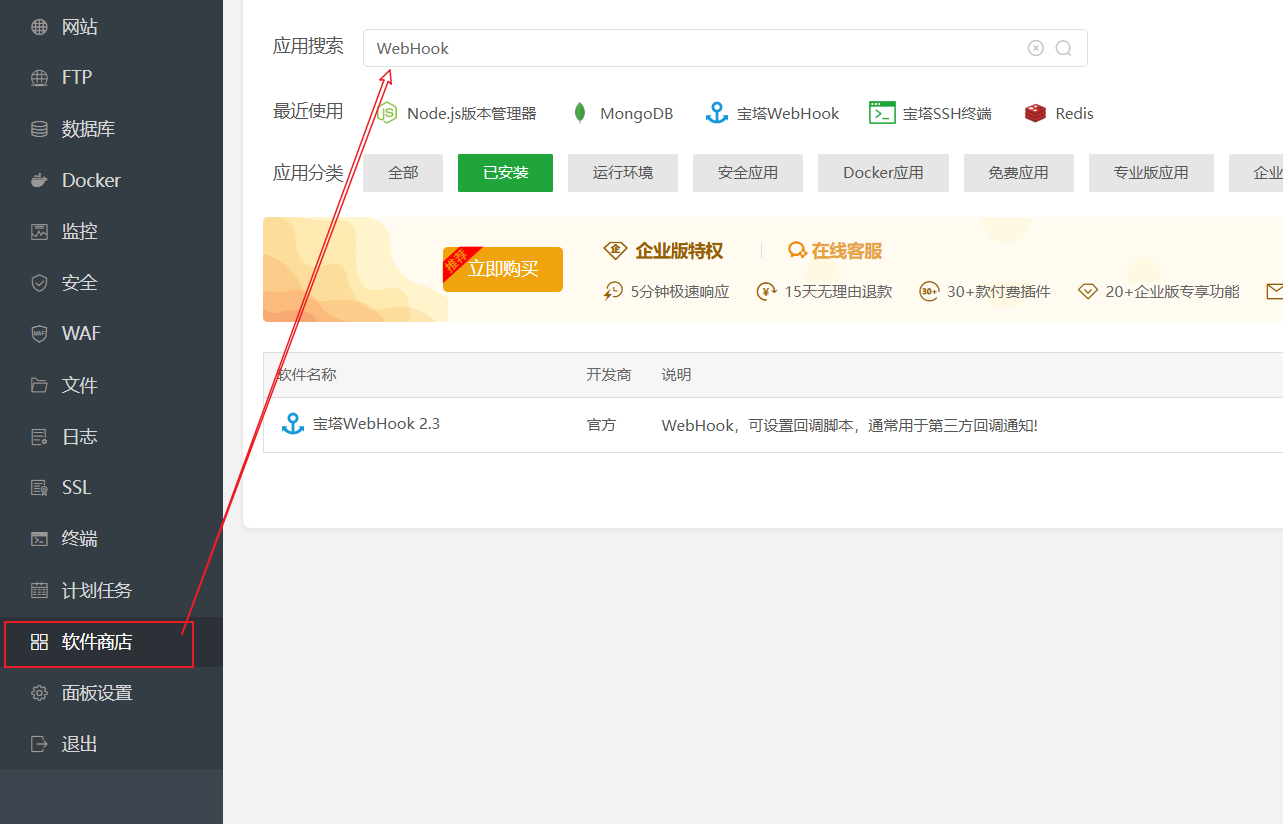 网站
FTP
数据库
Docker
监控
安全
WAF
文件
日志
SSL
终端
计划任务
软件商店
面板设置
退出
应用搜索 WebHook
最近使用 Node.js版本管理器 MongoDB 宝塔WebHook 宝塔SSH终端 Redis
应用分类 全部 已安装 运行环境 安全应用 Docker应用 免费应用 专业版应用 企业
推荐 立即购买 企业版特权 在线客服
5分钟极速响应 15天无理由退款 30+款付费插件 20+企业版专享功能
软件名称 开发商 说明
宝塔WebHook 2.3 官方 WebHook，可设置回调脚本，通常用于第三方回调通知!